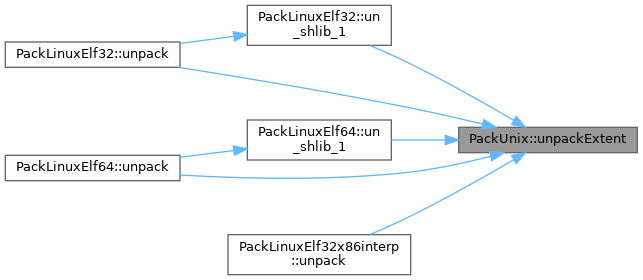 PackLinuxElf32::un
_shlib_1
PackLinuxElf32::unpack
PackUnix::unpackExtent
PackLinuxElf64::un
_shlib_1
PackLinuxElf64::unpack
PackLinuxElf32x86interp
::unpack